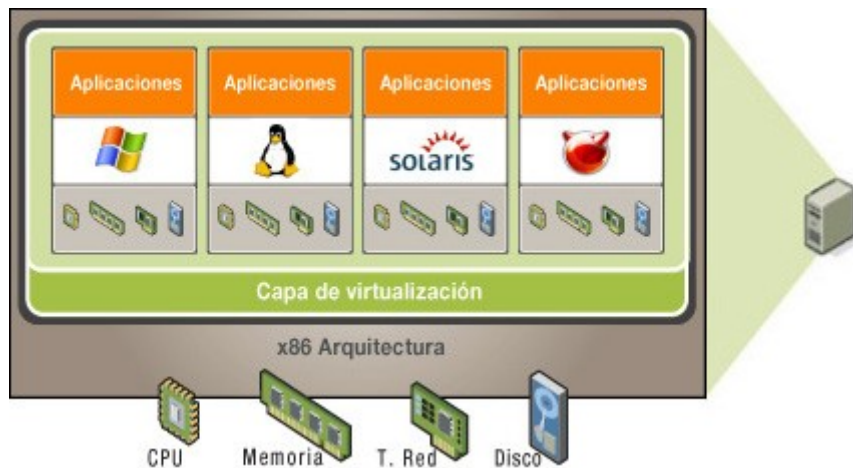 Aplicaciones Aplicaciones Aplicaciones Aplicaciones
solaris
Capa de virtualización
x86 Arquitectura
CPU Memoria T. Red Disco